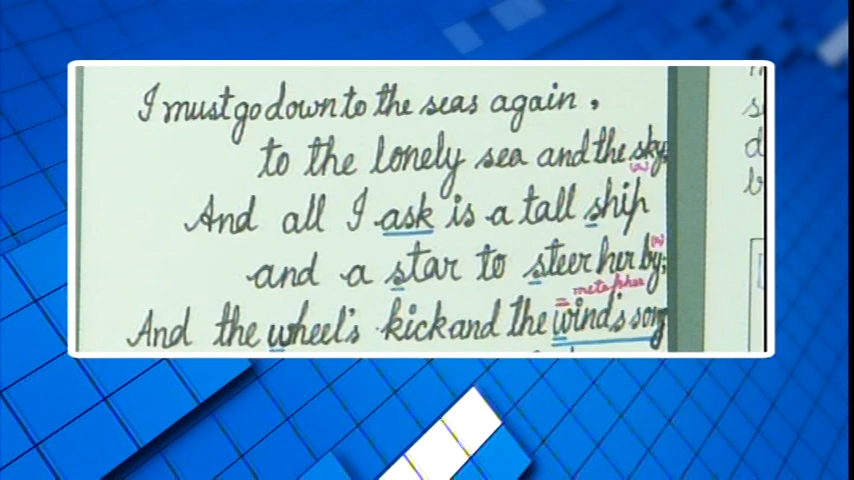 I must go down to the seas again,
to the lonely sea and the sky,
(a)
And all I ask is a tall ship
(a)
and a star to steer her by;
metaphor
And the wheel's kick and the wind's song